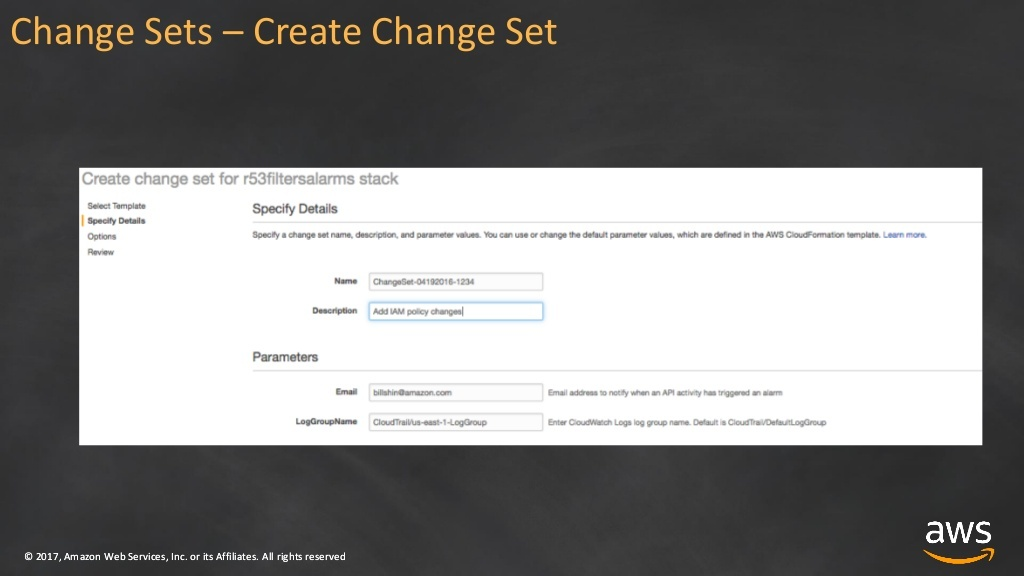 Change Sets – Create Change Set
Create change set for r53filtersalarms stack
Select Template
Specify Details
Options
Review
Specify Details
Specify a change set name, description, and parameter values. You can use or change the default parameter values, which are defined in the AWS CloudFormation template. Learn more.
Name ChangeSet-04192016-1234
Description Add IAM policy changes
Parameters
Email billshin@amazon.com Email address to notify when an API activity has triggered an alarm
LogGroupName CloudTrail/us-east-1-LogGroup Enter CloudWatch Logs log group name. Default is CloudTrail/DefaultLogGroup
© 2017, Amazon Web Services, Inc. or its Affiliates. All rights reserved
aws